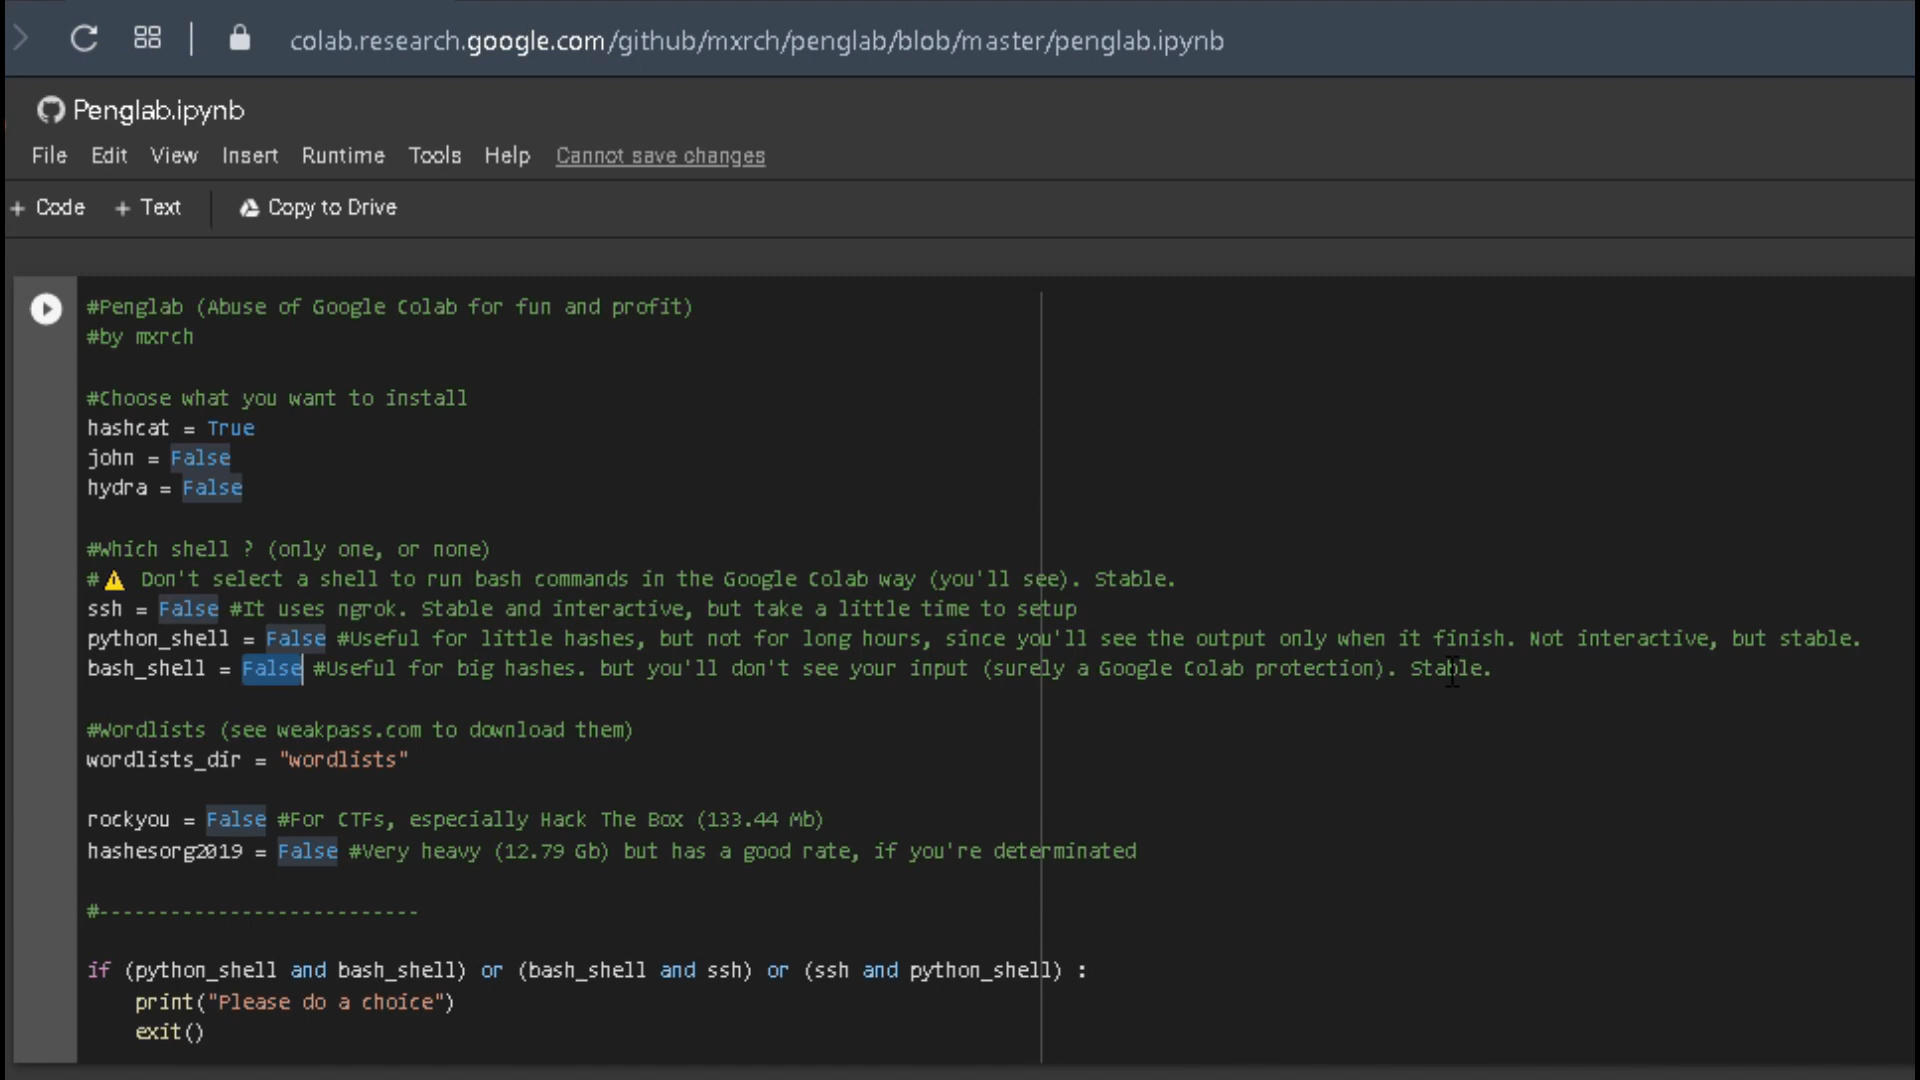 colab.research.google.com/github/mxrch/penglab/blob/master/penglab.ipynb
Penglab.ipynb
File Edit View Insert Runtime Tools Help Cannot save changes
+ Code + Text Copy to Drive
#Penglab (Abuse of Google Colab for fun and profit)
#by mxrch
#Choose what you want to install
hashcat = True
john = False
hydra = False
#Which shell ? (only one, or none)
#⚠️ Don't select a shell to run bash commands in the Google Colab way (you'll see). Stable.
ssh = False #It uses ngrok. Stable and interactive, but take a little time to setup
python_shell = False #Useful for little hashes, but not for long hours, since you'll see the output only when it finish. Not interactive, but stable.
bash_shell = False #Useful for big hashes. but you'll don't see your input (surely a Google Colab protection). Stable.
#Wordlists (see weakpass.com to download them)
wordlists_dir = "wordlists"
rockyou = False #For CTFs, especially Hack The Box (133.44 Mb)
hashesorg2019 = False #Very heavy (12.79 Gb) but has a good rate, if you're determinated
#---------------------------
if (python_shell and bash_shell) or (bash_shell and ssh) or (ssh and python_shell) :
    print("Please do a choice")
    exit()